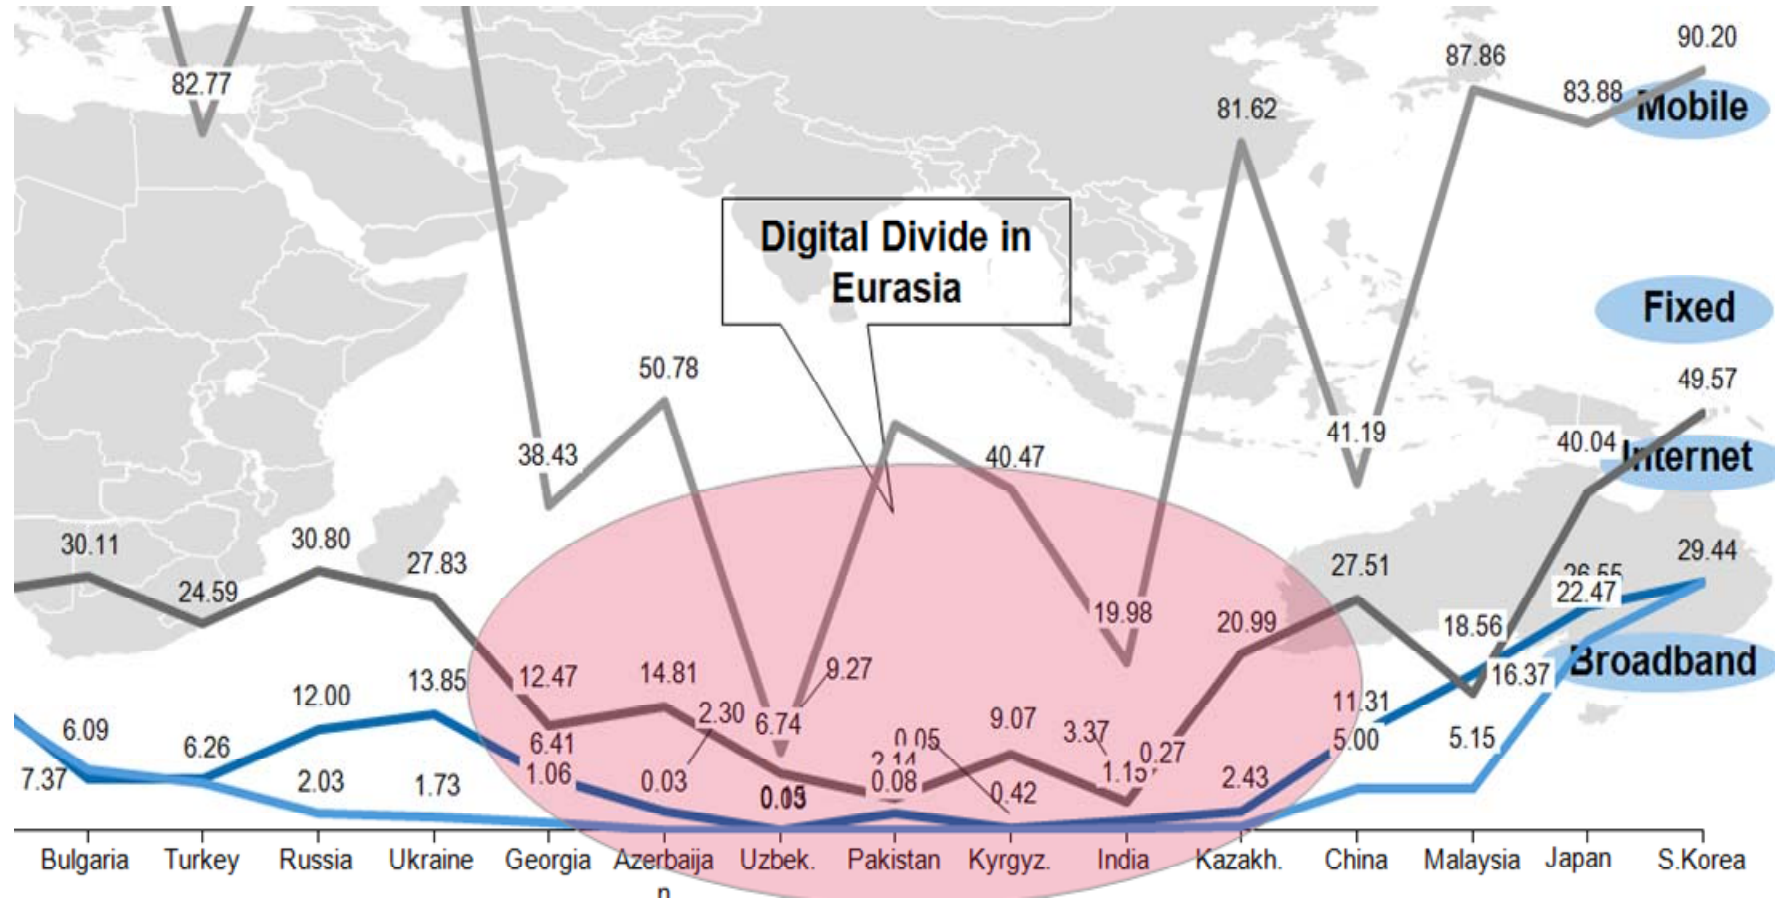 90.20
87.86
82.77
83.88
Mobile
81.62
Digital Divide in
Eurasia
Fixed
50.78
49.57
41.19
40.04
38.43
40.47
Internet
30.11
30.80
27.83
27.51
29.44
24.59
22.47
19.98
20.99
18.56
12.47
14.81
9.27
16.37
Broadband
12.00
13.85
11.31
6.09
6.26
6.41
2.30
6.74
9.07
3.37
0.27
5.00
5.15
7.37
2.03
1.73
1.06
0.03
0.05
0.08
0.42
2.43
Bulgaria
Turkey
Russia
Ukraine
Georgia
Azerbaija
n
Uzbek.
Pakistan
Kyrgyz.
India
Kazakh.
China
Malaysia
Japan
S.Korea